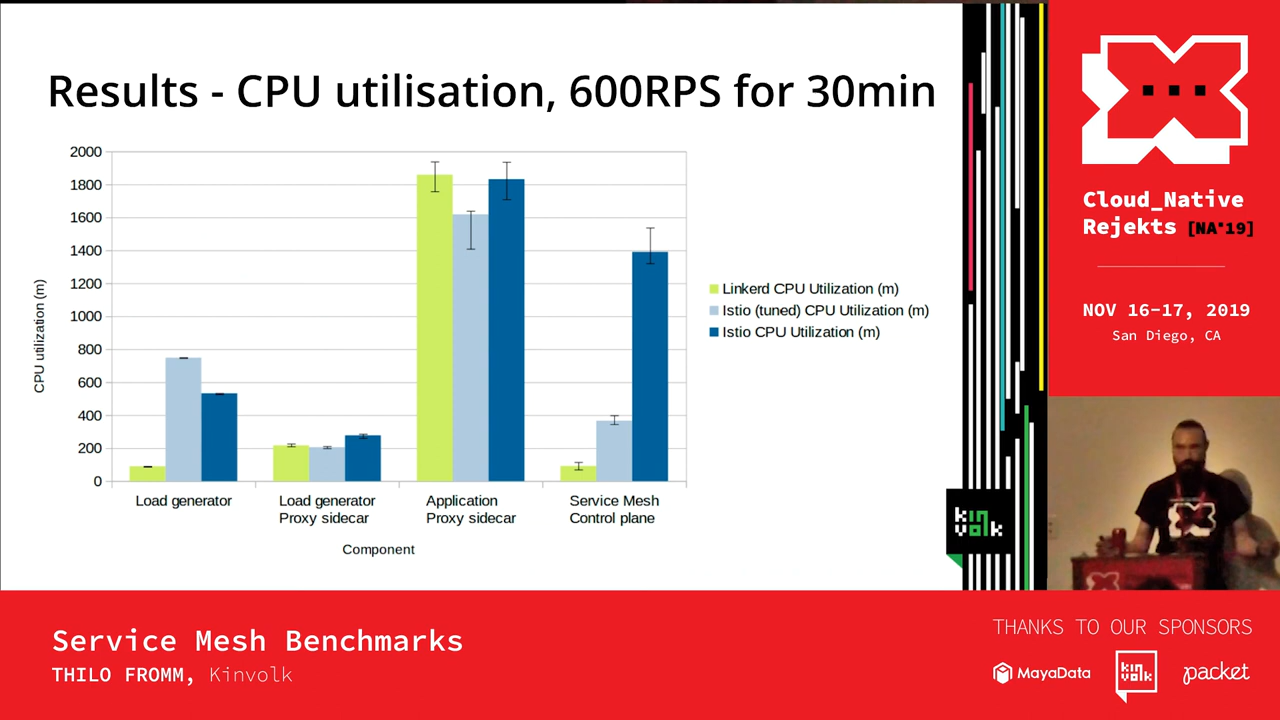 Results - CPU utilisation, 600RPS for 30min
2000
1800
1600
1400
1200
1000
800
600
400
200
0
CPU utilization (m)
Load generator
Load generator
Proxy sidecar
Application
Proxy sidecar
Service Mesh
Control plane
Component
Linkerd CPU Utilization (m)
Istio (tuned) CPU Utilization (m)
Istio CPU Utilization (m)
kinvolk
Cloud_Native
Rejekts [NA'19]
NOV 16-17, 2019
San Diego, CA
Service Mesh Benchmarks
THILO FROMM, Kinvolk
THANKS TO OUR SPONSORS
MayaData
kinvolk
packet